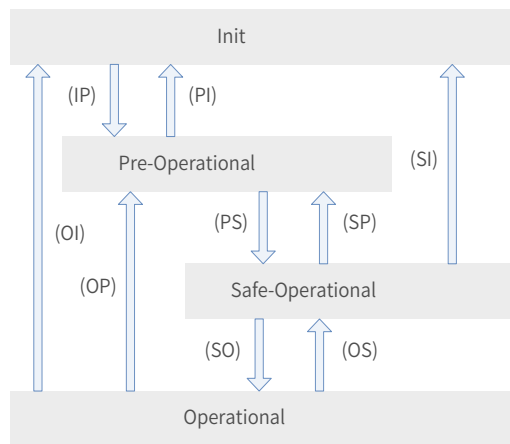 Init
(IP)
(PI)
Pre-Operational
(SI)
(PS)
(SP)
(OI)
(OP)
Safe-Operational
(SO)
(OS)
Operational